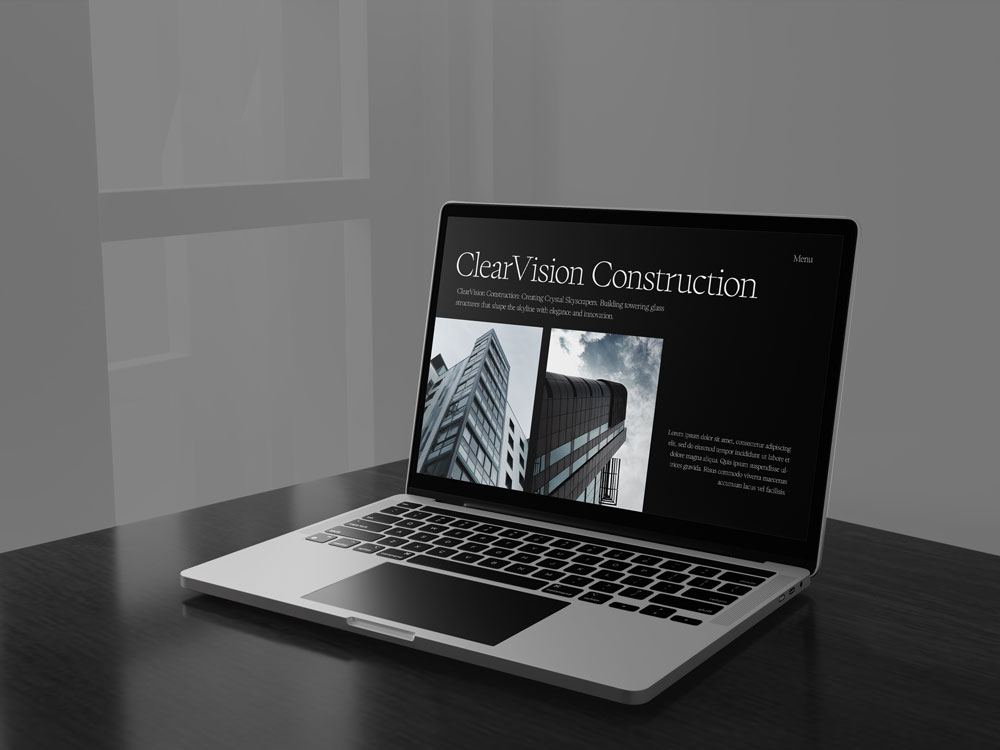 Menu
ClearVision Construction
ClearVision Construction: Creating Crystal Skyscrapers. Building towering glass
structures that shape the skyline with elegance and innovation.
Lorem ipsum dolor sit amet, consectetur adipiscing
elit, sed do eiusmod tempor incididunt ut labore et
dolore magna aliqua. Quis ipsum suspendisse ul-
trices gravida. Risus commodo viverra maecenas
accumsan lacus vel facilisis.